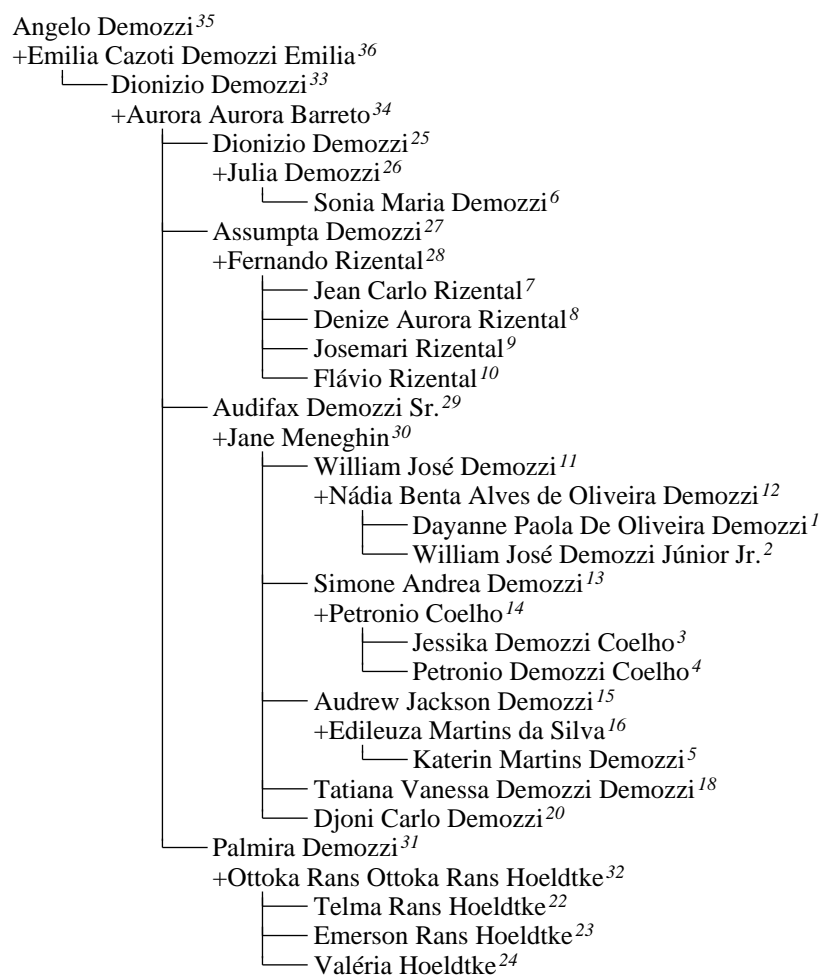 Angelo Demozzi35
+Emilia Cazoti Demozzi Emilia36
Dionizio Demozzi33
+Aurora Aurora Barreto34
Dionizio Demozzi25
+Julia Demozzi26
Sonia Maria Demozzi6
Assumpta Demozzi27
+Fernando Rizental28
Jean Carlo Rizental7
Denize Aurora Rizental8
Josemari Rizental9
Flávio Rizental10
Audifax Demozzi Sr.29
+Jane Meneghin30
William José Demozzi11
+Nádia Benta Alves de Oliveira Demozzi12
Dayanne Paola De Oliveira Demozzi1
William José Demozzi Júnior Jr.2
Simone Andrea Demozzi13
+Petronio Coelho14
Jessika Demozzi Coelho3
Petronio Demozzi Coelho4
Audrew Jackson Demozzi15
+Edileuza Martins da Silva16
Katerin Martins Demozzi5
Tatiana Vanessa Demozzi Demozzi18
Djoni Carlo Demozzi20
Palmira Demozzi31
+Ottoka Rans Ottoka Rans Hoeldtke32
Telma Rans Hoeldtke22
Emerson Rans Hoeldtke23
Valéria Hoeldtke24